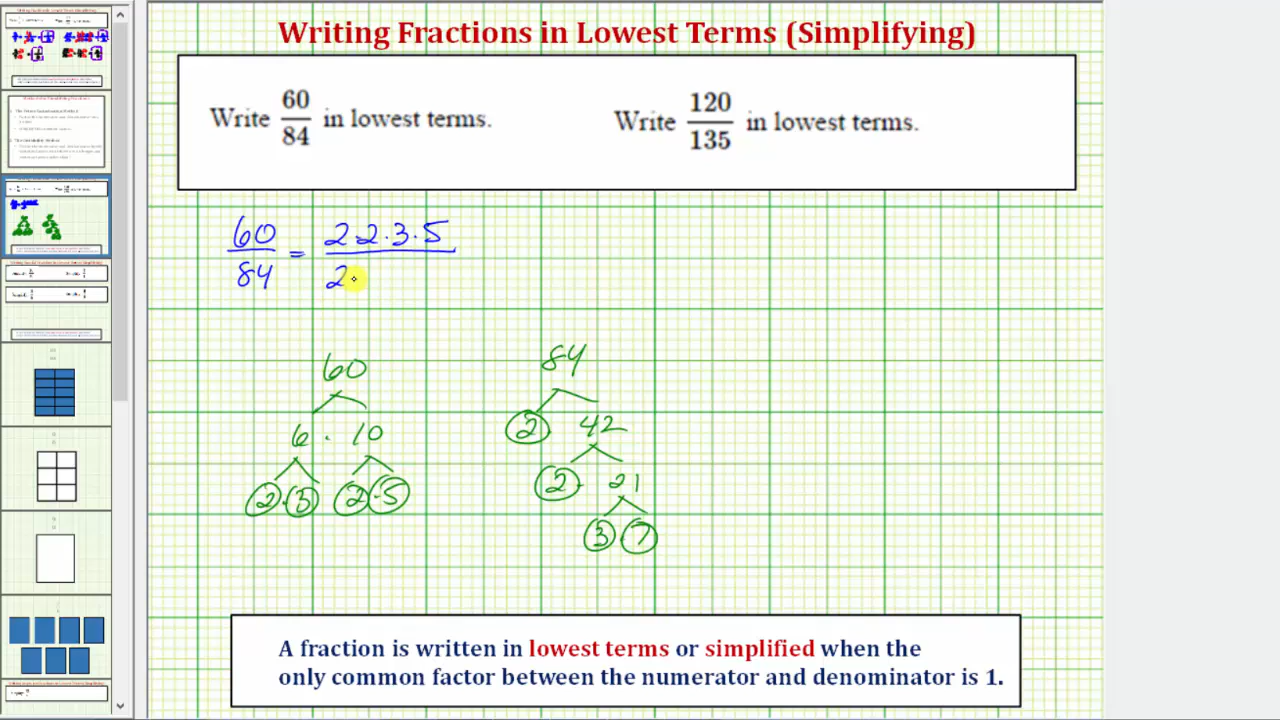 Writing Fractions in Lowest Terms (Simplifying)
Write 60/84 in lowest terms. Write 120/135 in lowest terms.
60/84 = 2·2·3·5/2
60 84
6 · 10 2 · 42
2 · 3 2 · 5 2 · 21
3 · 7
A fraction is written in lowest terms or simplified when the
only common factor between the numerator and denominator is 1.